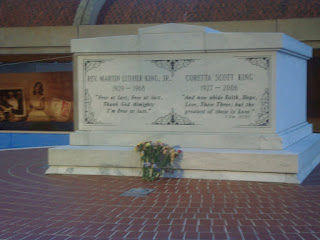 REV. MARTIN LUTHER KING, JR.
1929 – 1968
"Free at last, Free at last,
Thank God Almighty
I'm Free at last."
CORETTA SCOTT KING
1927 – 2006
"And now abide Faith, Hope,
Love, These Three; but the
greatest of these is Love."